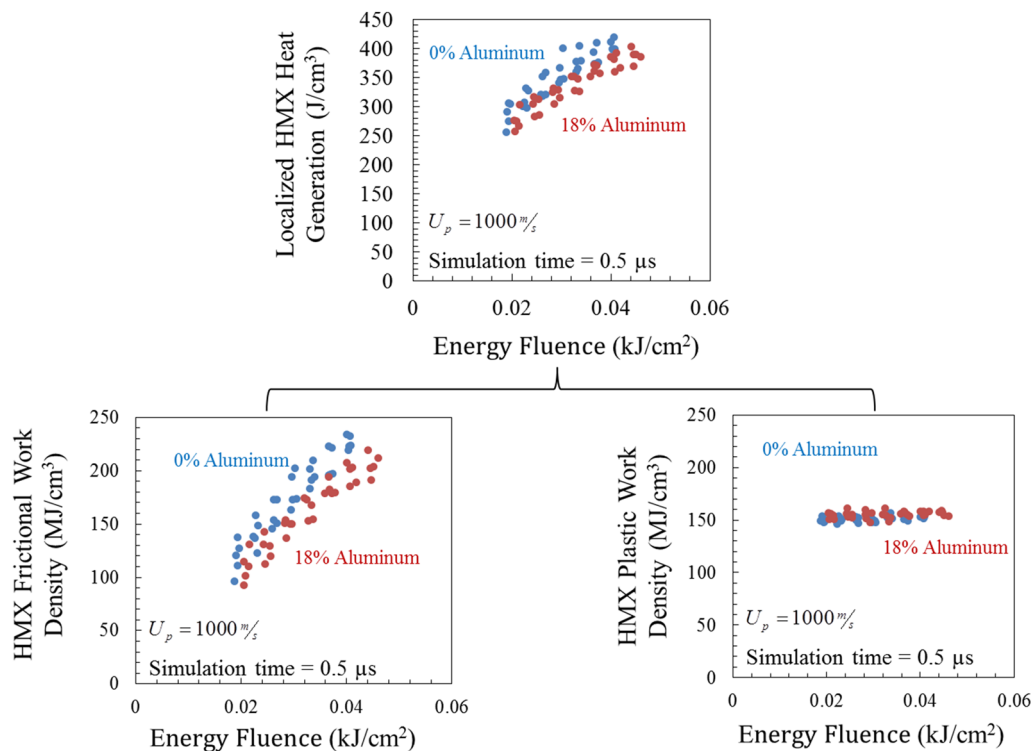 Localized HMX Heat
Generation (J/cm³)
450
400
350
300
250
200
150
100
50
0
0% Aluminum
18% Aluminum
U_p = 1000 m/s
Simulation time = 0.5 µs
0 0.02 0.04 0.06
Energy Fluence (kJ/cm²)
HMX Frictional Work
Density (MJ/cm³)
250
200
150
100
50
0
0% Aluminum
18% Aluminum
U_p = 1000 m/s
Simulation time = 0.5 µs
0 0.02 0.04 0.06
Energy Fluence (kJ/cm²)
HMX Plastic Work
Density (MJ/cm³)
250
200
150
100
50
0
0% Aluminum
18% Aluminum
U_p = 1000 m/s
Simulation time = 0.5 µs
0 0.02 0.04 0.06
Energy Fluence (kJ/cm²)